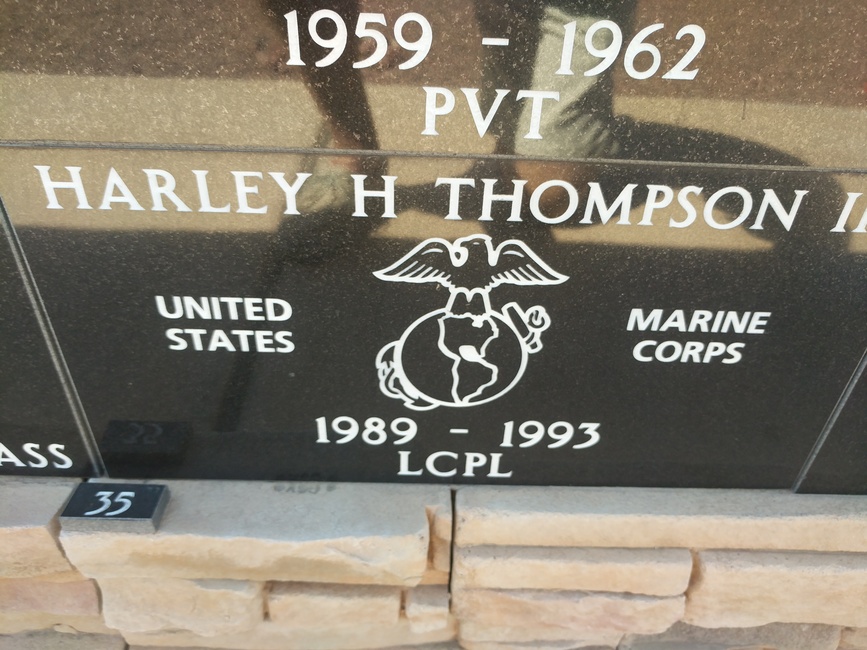 1959 - 1962
PVT
HARLEY H THOMPSON
UNITED
STATES
MARINE
CORPS
1989 - 1993
LCPL
ASS
35